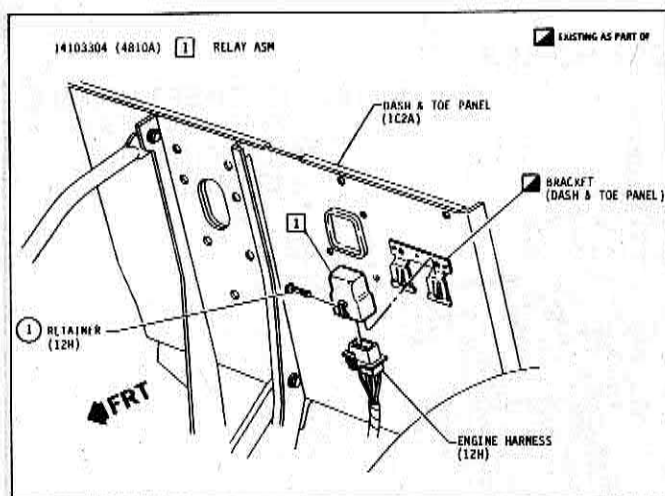 14103304 (4810A) 1 RELAY ASM
EXISTING AS PART OF
DASH & TOE PANEL
(1C2A)
BRACKET
(DASH & TOE PANEL)
1
1 RETAINER
(12H)
FRT
ENGINE HARNESS
(12H)